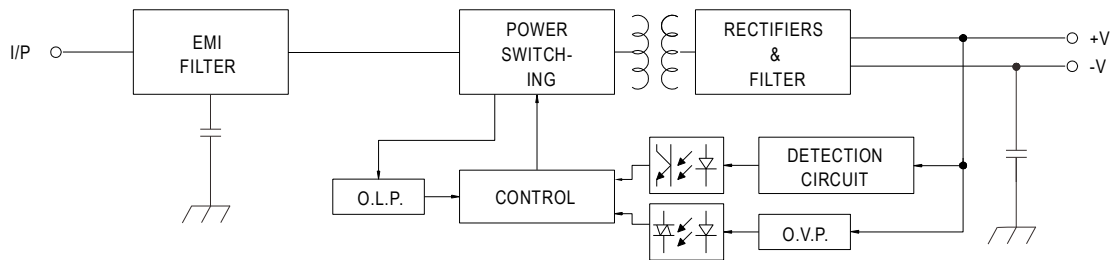 I/P
EMI
FILTER
POWER
SWITCH-
ING
RECTIFIERS
&
FILTER
+V
-V
O.L.P.
CONTROL
DETECTION
CIRCUIT
O.V.P.